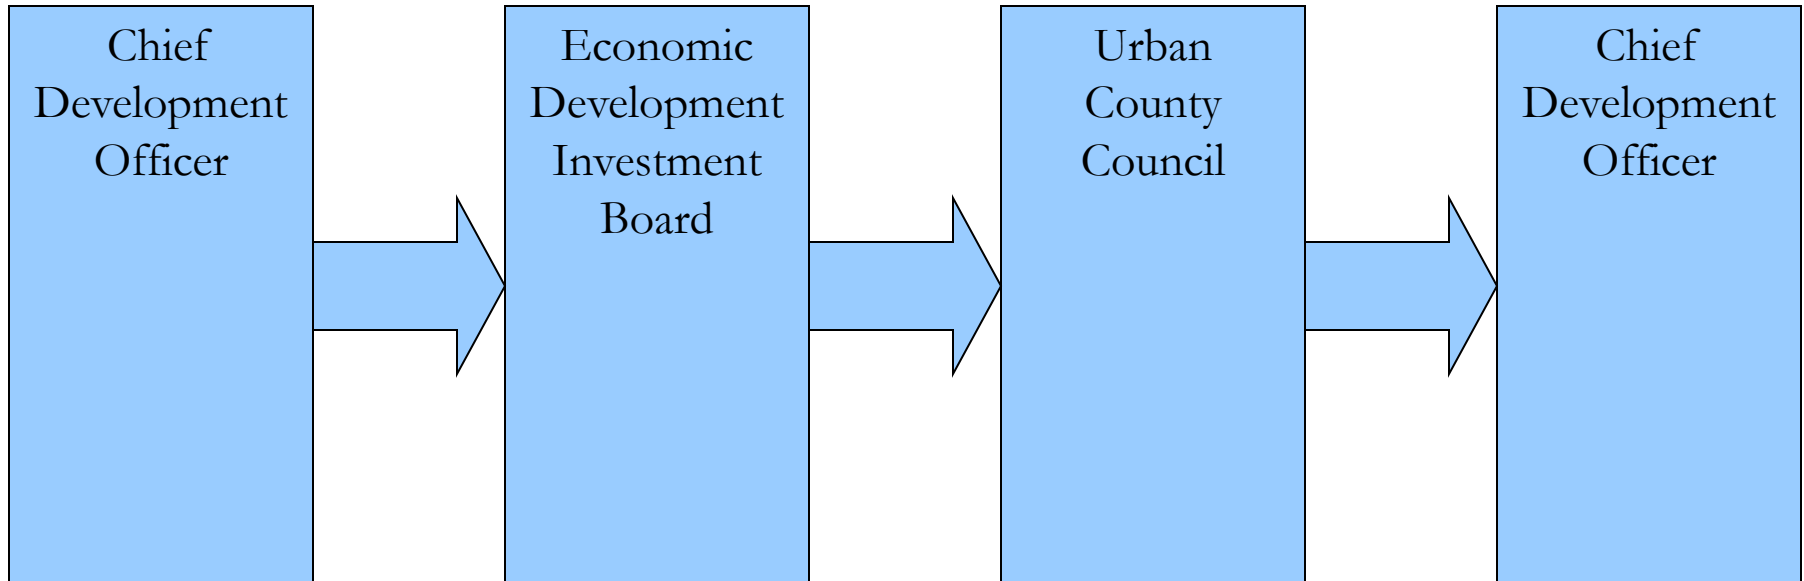 Chief
Development
Officer
Economic
Development
Investment
Board
Urban
County
Council
Chief
Development
Officer